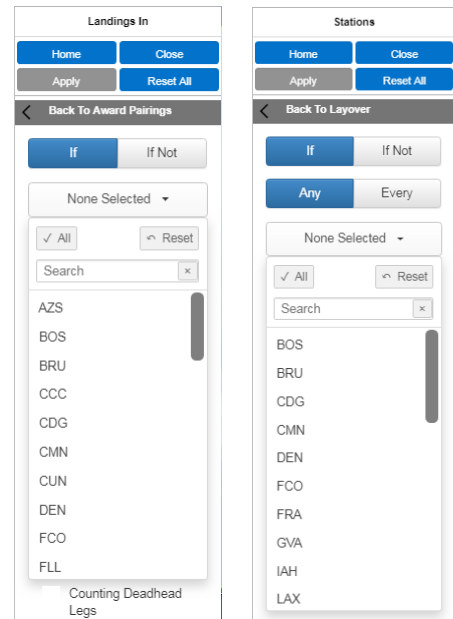 Landings In
Home
Close
Apply
Reset All
Back To Award Pairings
If
If Not
None Selected
✓ All
Reset
Search
×
AZS
BOS
BRU
CCC
CDG
CMN
CUN
DEN
FCO
FLL
Counting Deadhead
Legs
Stations
Home
Close
Apply
Reset All
Back To Layover
If
If Not
Any
Every
None Selected
✓ All
Reset
Search
×
BOS
BRU
CDG
CMN
DEN
FCO
FRA
GVA
IAH
LAX